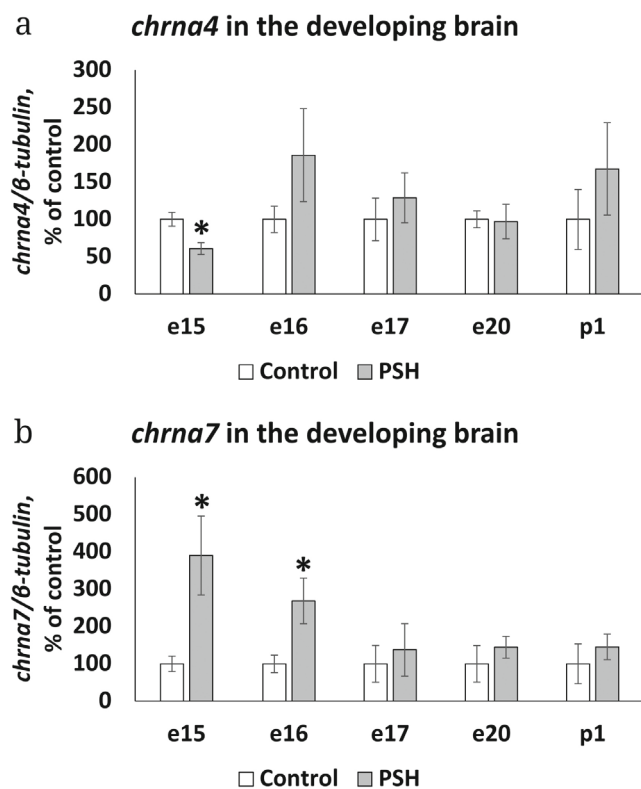 a
chrna4 in the developing brain
chrna4/β-tubulin,
% of control
300
250
200
150
100
50
0
*
e15 e16 e17 e20 p1
Control PSH
b
chrna7 in the developing brain
chrna7/β-tubulin,
% of control
600
500
400
300
200
100
0
* *
e15 e16 e17 e20 p1
Control PSH